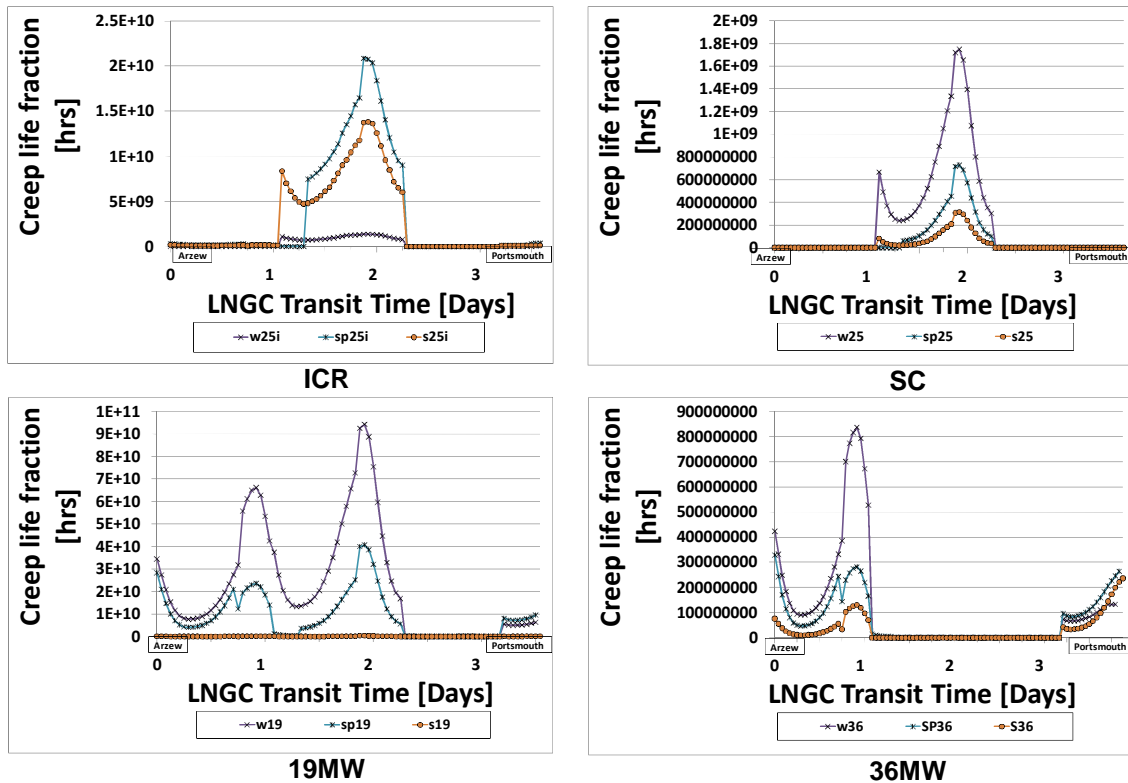 Creep life fraction
[hrs]
2.5E+10
2E+10
1.5E+10
1E+10
5E+09
0
0 1 2 3
Arzew
Portsmouth
LNGC Transit Time [Days]
w25i sp25i s25i
ICR
Creep life fraction
[hrs]
2E+09
1.8E+09
1.6E+09
1.4E+09
1.2E+09
1E+09
800000000
600000000
400000000
200000000
0
0 1 2 3
Arzew
Portsmouth
LNGC Transit Time [Days]
w25 sp25 s25
SC
Creep life fraction
[hrs]
1E+11
9E+10
8E+10
7E+10
6E+10
5E+10
4E+10
3E+10
2E+10
1E+10
0
Arzew
Portsmouth
0 1 2 3
LNGC Transit Time [Days]
w19 sp19 s19
19MW
Creep life fraction
[hrs]
900000000
800000000
700000000
600000000
500000000
400000000
300000000
200000000
100000000
0
Arzew
Portsmouth
0 1 2 3
LNGC Transit Time [Days]
w36 SP36 S36
36MW